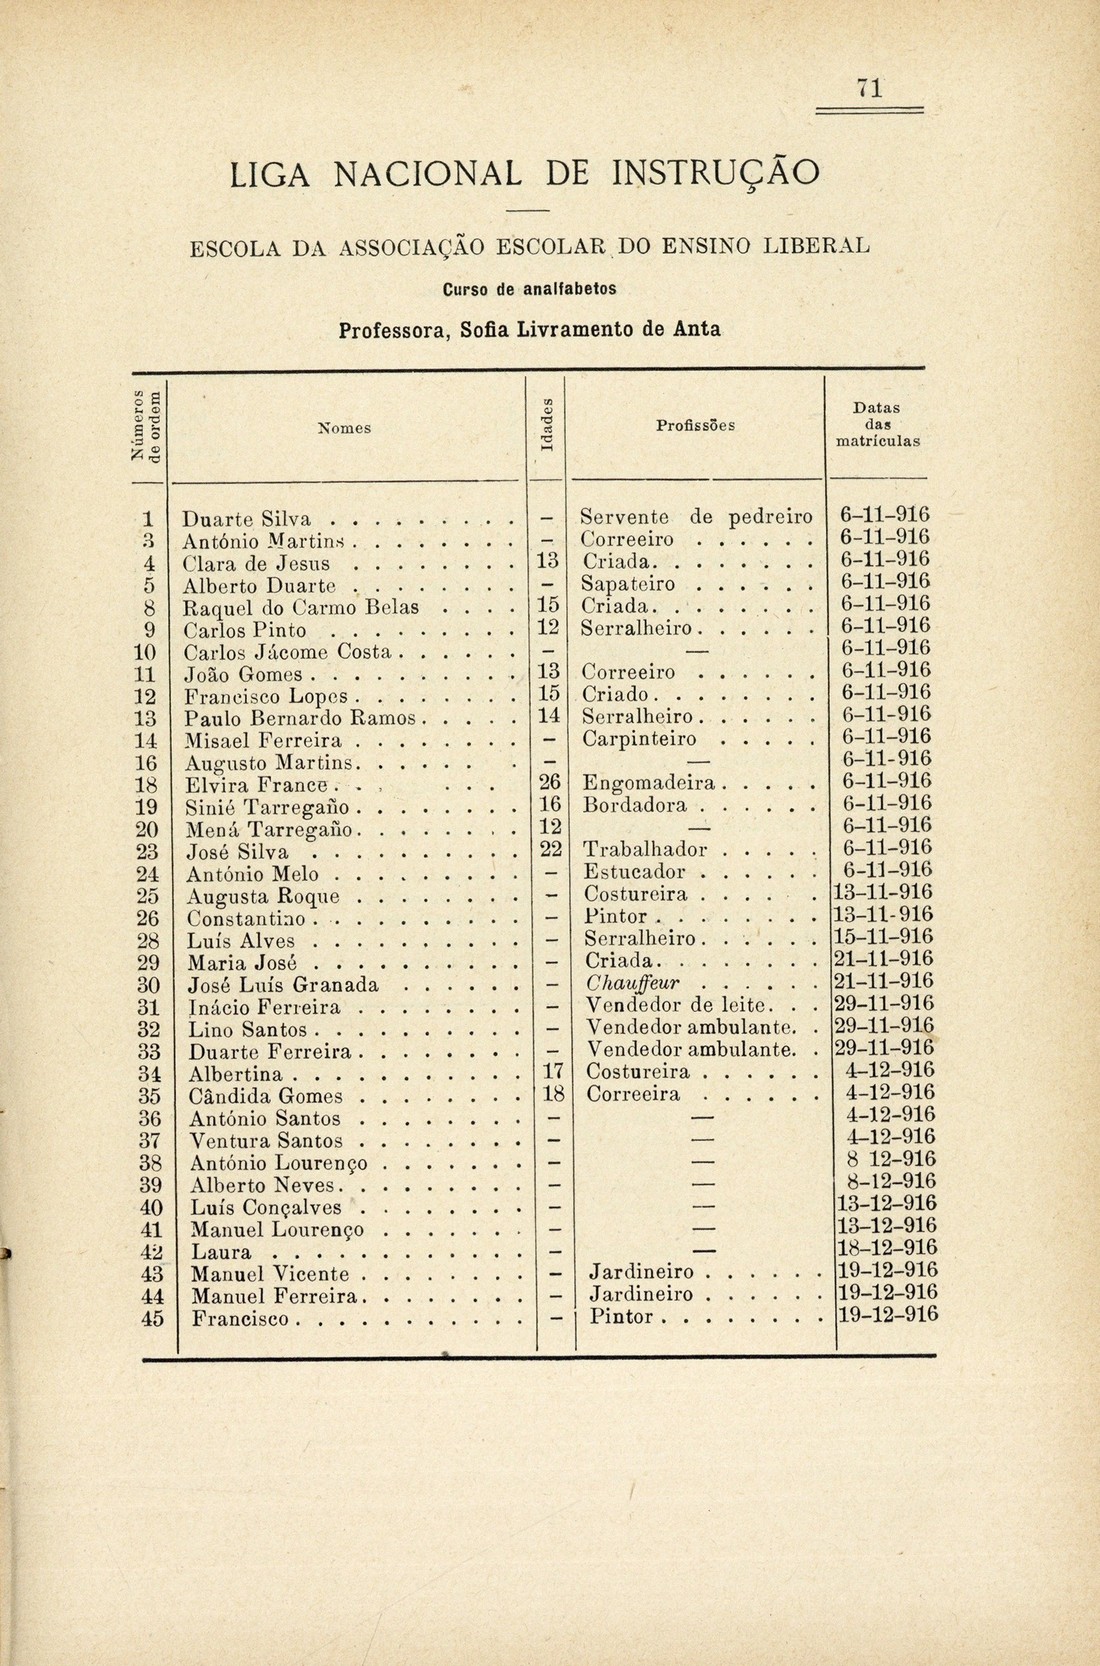 71
LIGA NACIONAL DE INSTRUÇÃO
ESCOLA DA ASSOCIAÇÃO ESCOLAR DO ENSINO LIBERAL
Curso de analfabetos
Professora, Sofia Livramento de Anta
Números de ordem Nomes Idades Profissões Datas das matrículas
1 Duarte Silva . . . . . . . . . – Servente de pedreiro 6–11–916
3 António Martins . . . . . . . . – Correeiro . . . . . . 6–11–916
4 Clara de Jesus . . . . . . . . 13 Criada. . . . . . . . 6–11–916
5 Alberto Duarte . . . . . . . . – Sapateiro . . . . . . 6–11–916
8 Raquel do Carmo Belas . . . . 15 Criada. . . . . . . . 6–11–916
9 Carlos Pinto . . . . . . . . . 12 Serralheiro . . . . . . 6–11–916
10 Carlos Jácome Costa . . . . . . – — 6–11–916
11 João Gomes . . . . . . . . . . 13 Correeiro . . . . . . 6–11–916
12 Francisco Lopes . . . . . . . . 15 Criado . . . . . . . . 6–11–916
13 Paulo Bernardo Ramos . . . . . 14 Serralheiro . . . . . . 6–11-916
14 Misael Ferreira . . . . . . . . – Carpinteiro . . . . . 6–11–916
16 Augusto Martins. . . . . . . – — 6–11-916
18 Elvira France . . . . . . 26 Engomadeira . . . . . 6–11–916
19 Sinié Tarregaño . . . . . . . . 16 Bordadora . . . . . . 6–11–916
20 Mená Tarregaño. . . . . . . . 12 — 6–11–916
23 José Silva . . . . . . . . . . 22 Trabalhador . . . . . 6–11–916
24 António Melo . . . . . . . . . – Estucador . . . . . . 6–11–916
25 Augusta Roque . . . . . . . . – Costureira . . . . . 13–11–916
26 Constantino . . . . . . . . . . – Pintor . . . . . . . . 13–11-916
28 Luís Alves . . . . . . . . . . – Serralheiro . . . . . . 15–11–916
29 Maria José . . . . . . . . . . – Criada. . . . . . . . 21–11–916
30 José Luís Granada . . . . . . – Chauffeur . . . . . . 21–11–916
31 Inácio Ferreira . . . . . . . . – Vendedor de leite. . . 29–11–916
32 Lino Santos . . . . . . . . . . – Vendedor ambulante. . 29–11–916
33 Duarte Ferreira . . . . . . . . – Vendedor ambulante. . 29–11–916
34 Albertina . . . . . . . . . . . 17 Costureira . . . . . . 4–12–916
35 Cândida Gomes . . . . . . . . 18 Correeira . . . . . . 4–12–916
36 António Santos . . . . . . . . – — 4–12–916
37 Ventura Santos . . . . . . . . – — 4–12–916
38 António Lourenço . . . . . . . – — 8 12–916
39 Alberto Neves. . . . . . . . . – — 8–12–916
40 Luís Conçalves . . . . . . . . – — 13–12–916
41 Manuel Lourenço . . . . . . . – — 13–12–916
42 Laura . . . . . . . . . . . . – — 18–12–916
43 Manuel Vicente . . . . . . . . – Jardineiro . . . . . . 19–12–916
44 Manuel Ferreira. . . . . . . . – Jardineiro . . . . . . 19–12–916
45 Francisco . . . . . . . . . . . – Pintor . . . . . . . . 19–12–916